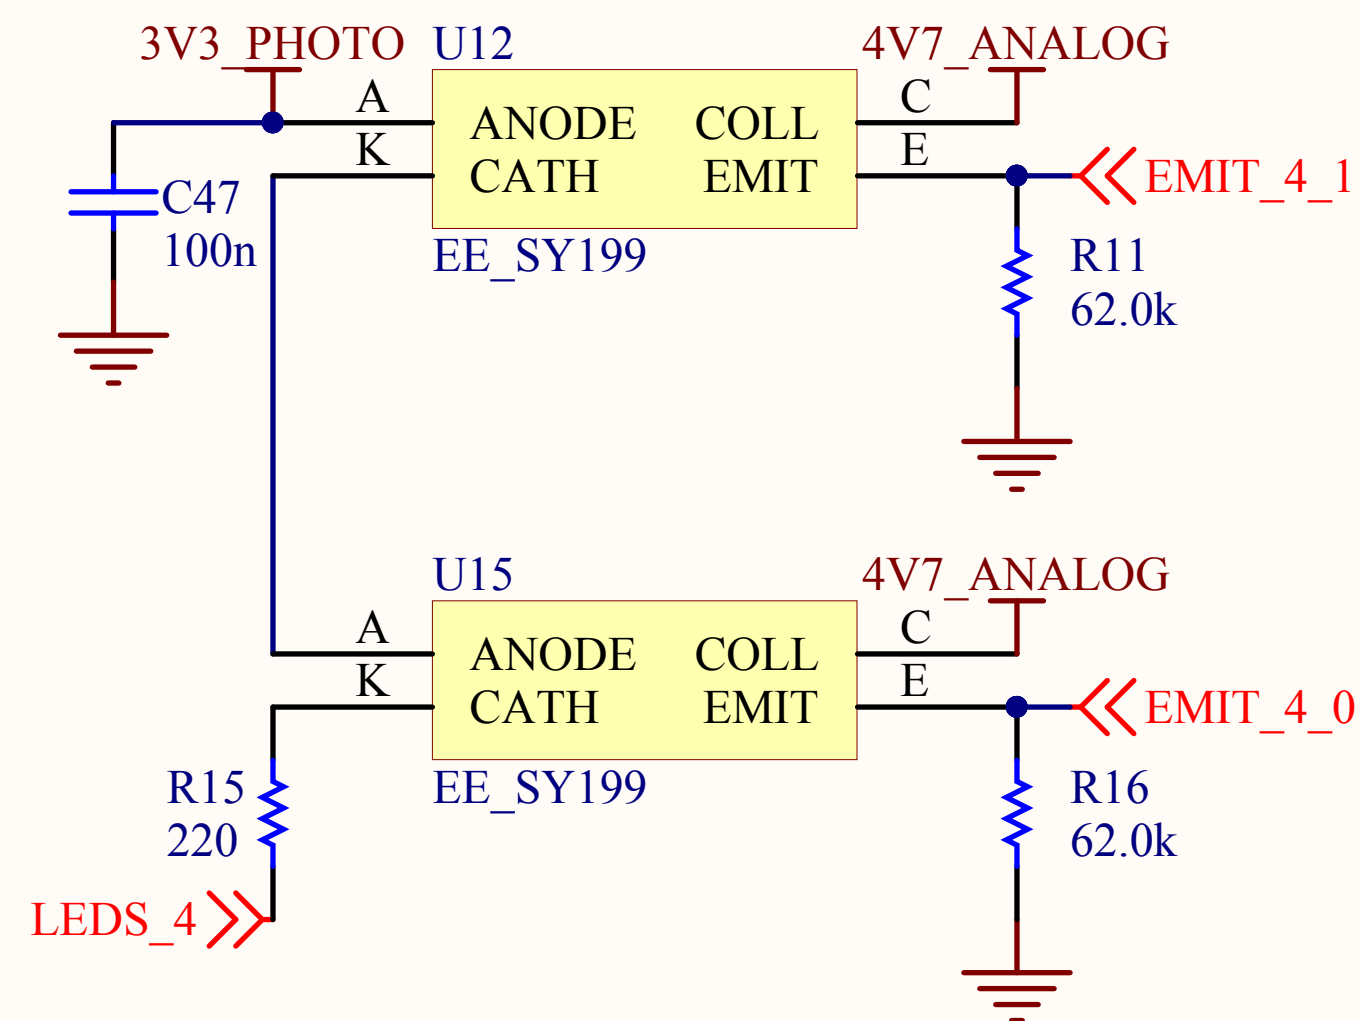 3V3_PHOTO U12 4V7_ANALOG
A C
ANODE COLL
K E
CATH EMIT EMIT_4_1
C47
100n EE_SY199 R11
62.0k
U15 4V7_ANALOG
A C
ANODE COLL
K E
CATH EMIT EMIT_4_0
R15 EE_SY199 R16
220 62.0k
LEDS_4